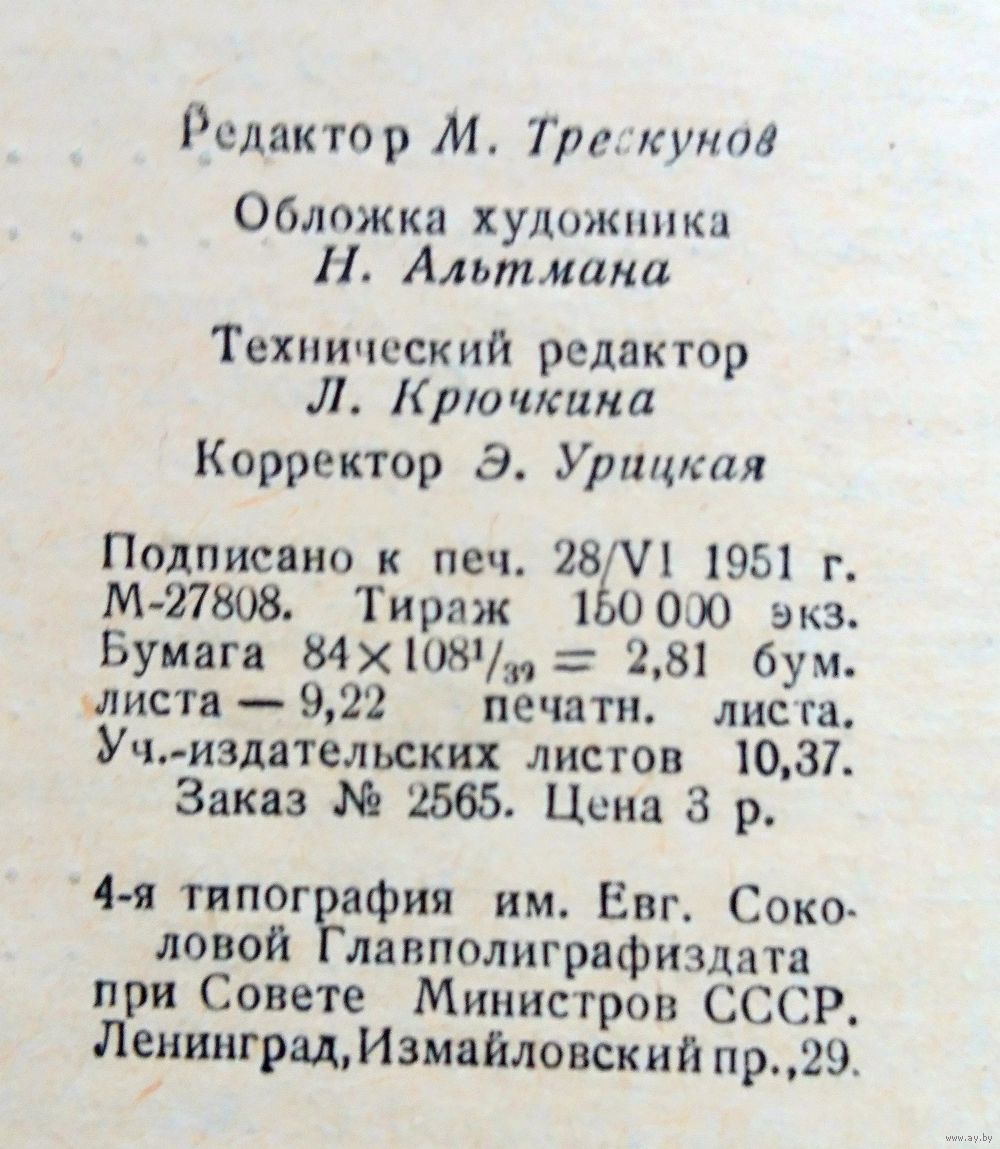 Редактор М. Трескунов
Обложка художника
Н. Альтмана
Технический редактор
Л. Крючкина
Корректор Э. Урицкая
Подписано к печ. 28/VI 1951 г.
М-27808. Тираж 150 000 экз.
Бумага 84×108¹/₃₂ = 2,81 бум.
листа — 9,22 печатн. листа.
Уч.-издательских листов 10,37.
Заказ № 2565. Цена 3 р.
4-я типография им. Евг. Соко-
ловой Главполиграфиздата
при Совете Министров СССР.
Ленинград, Измайловский пр., 29.
www.ay.by